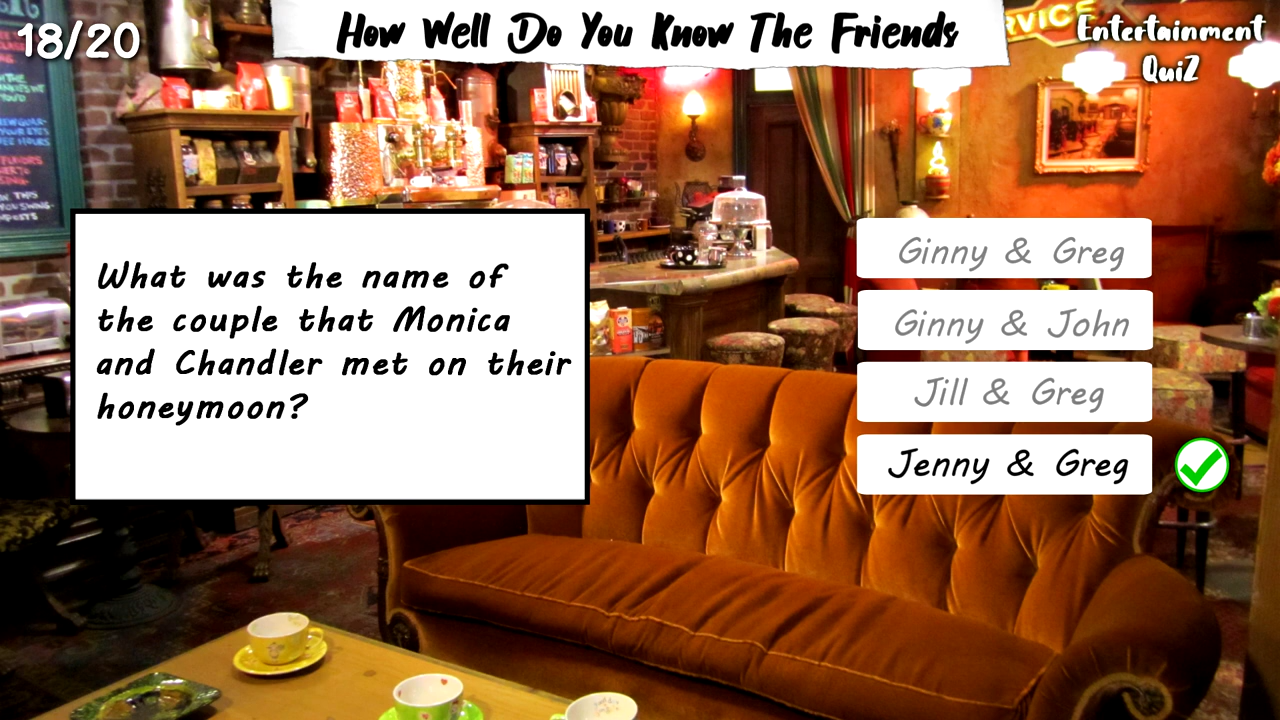 18/20
How Well Do You Know The Friends
Entertainment
QuiZ
What was the name of
the couple that Monica
and Chandler met on their
honeymoon?
Ginny & Greg
Ginny & John
Jill & Greg
Jenny & Greg